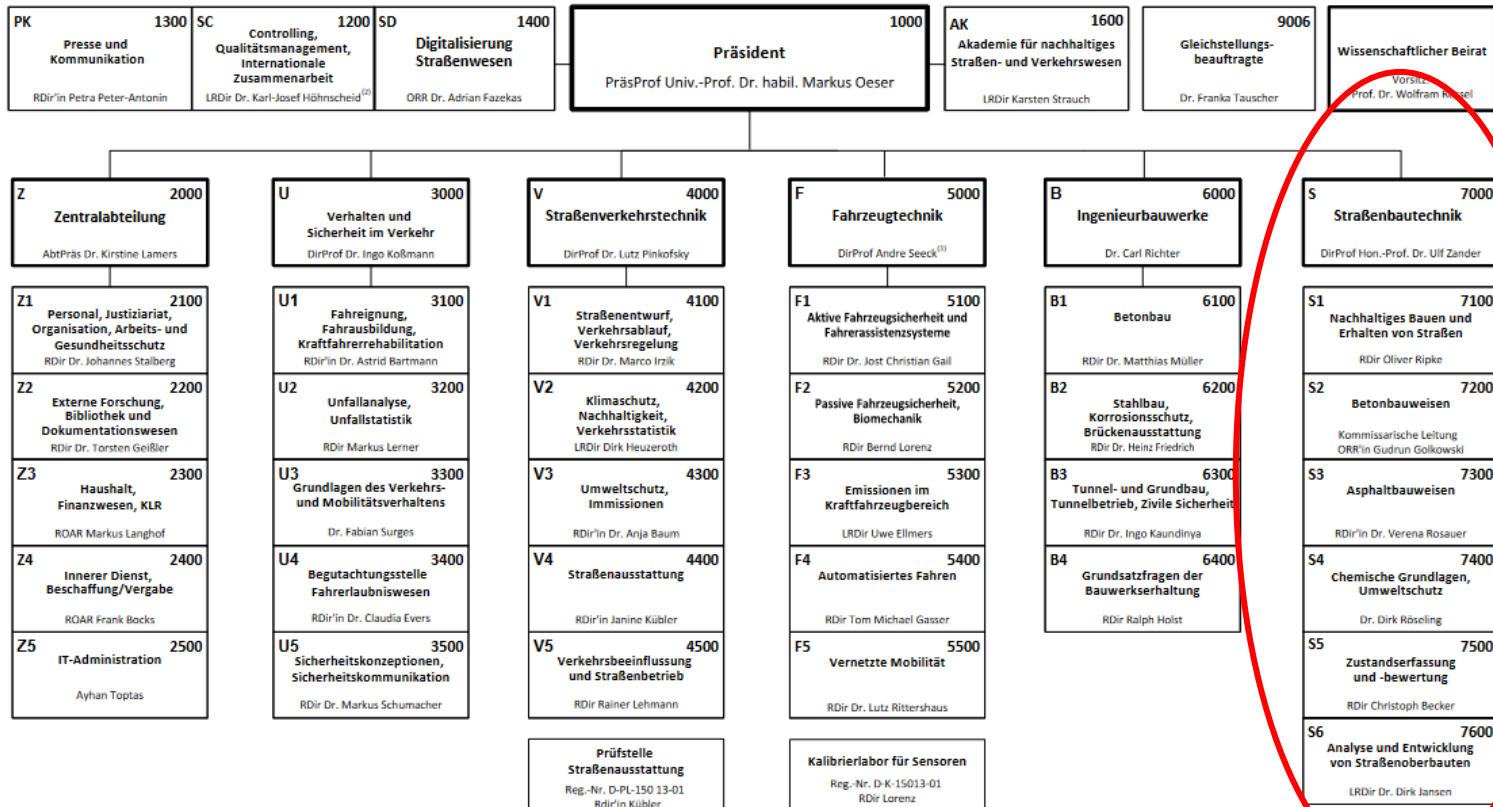 PK 1300
Presse und
Kommunikation
RDir'in Petra Peter-Antonin
SC 1200
Controlling,
Qualitätsmanagement,
Internationale
Zusammenarbeit
LRDir Dr. Karl-Josef Höhnscheid(2)
SD 1400
Digitalisierung
Straßenwesen
ORR Dr. Adrian Fazekas
1000
Präsident
PräsProf Univ.-Prof. Dr. habil. Markus Oeser
AK 1600
Akademie für nachhaltiges
Straßen- und Verkehrswesen
LRDir Karsten Strauch
9006
Gleichstellungs-
beauftragte
Dr. Franka Tauscher
Wissenschaftlicher Beirat
Vorsitz:
Prof. Dr. Wolfram
Z 2000
Zentralabteilung
AbtPräs Dr. Kirstine Lamers
Z1 2100
Personal, Justiziariat,
Organisation, Arbeits- und
Gesundheitsschutz
RDir Dr. Johannes Stalberg
Z2 2200
Externe Forschung,
Bibliothek und
Dokumentationswesen
RDir Dr. Torsten Geißler
Z3 2300
Haushalt,
Finanzwesen, KLR
ROAR Markus Langhof
Z4 2400
Innerer Dienst,
Beschaffung/Vergabe
ROAR Frank Bocks
Z5 2500
IT-Administration
Ayhan Toptas
U 3000
Verhalten und
Sicherheit im Verkehr
DirProf Dr. Ingo Koßmann
U1 3100
Fahreignung,
Fahrausbildung,
Kraftfahrerrehabilitation
RDir'in Dr. Astrid Bartmann
U2 3200
Unfallanalyse,
Unfallstatistik
RDir Markus Lerner
U3 3300
Grundlagen des Verkehrs-
und Mobilitätsverhaltens
Dr. Fabian Surges
U4 3400
Begutachtungsstelle
Fahrerlaubniswesen
RDir'in Dr. Claudia Evers
U5 3500
Sicherheitskonzeptionen,
Sicherheitskommunikation
RDir Dr. Markus Schumacher
V 4000
Straßenverkehrstechnik
DirProf Dr. Lutz Pinkofsky
V1 4100
Straßenentwurf,
Verkehrsablauf,
Verkehrsregelung
RDir Dr. Marco Irzik
V2 4200
Klimaschutz,
Nachhaltigkeit,
Verkehrsstatistik
LRDir Dirk Heuzeroth
V3 4300
Umweltschutz,
Immissionen
RDir'in Dr. Anja Baum
V4 4400
Straßenausstattung
RDir'in Janine Kübler
V5 4500
Verkehrsbeeinflussung
und Straßenbetrieb
RDir Rainer Lehmann
Prüfstelle
Straßenausstattung
Reg.-Nr. D-PL-150 13-01
Rdir'in Kübler
F 5000
Fahrzeugtechnik
DirProf Andre Seeck(1)
F1 5100
Aktive Fahrzeugsicherheit und
Fahrerassistenzsysteme
RDir Dr. Jost Christian Gail
F2 5200
Passive Fahrzeugsicherheit,
Biomechanik
RDir Bernd Lorenz
F3 5300
Emissionen im
Kraftfahrzeugbereich
LRDir Uwe Ellmers
F4 5400
Automatisiertes Fahren
RDir Tom Michael Gasser
F5 5500
Vernetzte Mobilität
RDir Dr. Lutz Rittershaus
Kalibrierlabor für Sensoren
Reg.-Nr. D-K-15013-01
RDir Lorenz
B 6000
Ingenieurbauwerke
Dr. Carl Richter
B1 6100
Betonbau
RDir Dr. Matthias Müller
B2 6200
Stahlbau,
Korrosionsschutz,
Brückenausstattung
RDir Dr. Heinz Friedrich
B3 6300
Tunnel- und Grundbau,
Tunnelbetrieb, Zivile Sicherheit
RDir Dr. Ingo Kaundinya
B4 6400
Grundsatzfragen der
Bauwerkserhaltung
RDir Ralph Holst
S 7000
Straßenbautechnik
DirProf Hon.-Prof. Dr. Ulf Zander
S1 7100
Nachhaltiges Bauen und
Erhalten von Straßen
RDir Oliver Ripke
S2 7200
Betonbauweisen
Kommissarische Leitung
ORR'in Gudrun Golkowski
S3 7300
Asphaltbauweisen
RDir'in Dr. Verena Rosauer
S4 7400
Chemische Grundlagen,
Umweltschutz
Dr. Dirk Röseling
S5 7500
Zustandserfassung
und -bewertung
RDir Christoph Becker
S6 7600
Analyse und Entwicklung
von Straßenoberbauten
LRDir Dr. Dirk Jansen